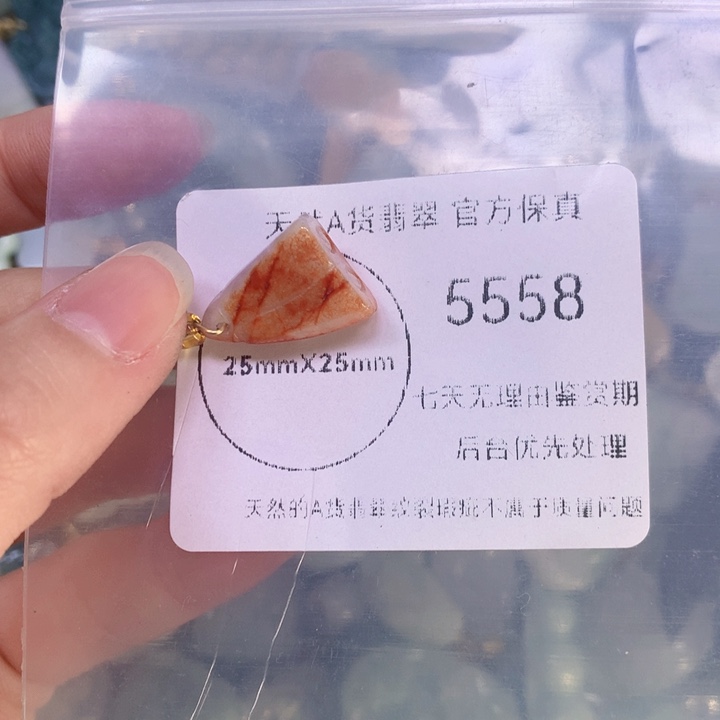 天然A货翡翠 官方保真
5558
25mmX25mm
七天无理由鉴赏期
后台优先处理
天然的A货翡翠纹裂瑕疵不属于质量问题